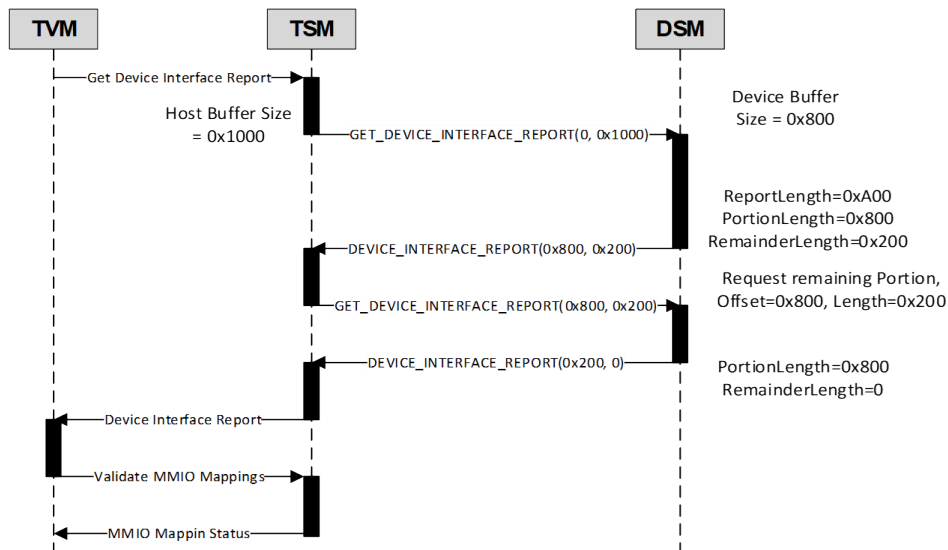 TVM
TSM
DSM
Get Device Interface Report
Host Buffer Size
= 0x1000
Device Buffer
Size = 0x800
GET_DEVICE_INTERFACE_REPORT(0, 0x1000)
ReportLength=0xA00
PortionLength=0x800
RemainderLength=0x200
DEVICE_INTERFACE_REPORT(0x800, 0x200)
Request remaining Portion,
Offset=0x800, Length=0x200
GET_DEVICE_INTERFACE_REPORT(0x800, 0x200)
DEVICE_INTERFACE_REPORT(0x200, 0)
PortionLength=0x800
RemainderLength=0
Device Interface Report
Validate MMIO Mappings
MMIO Mappin Status